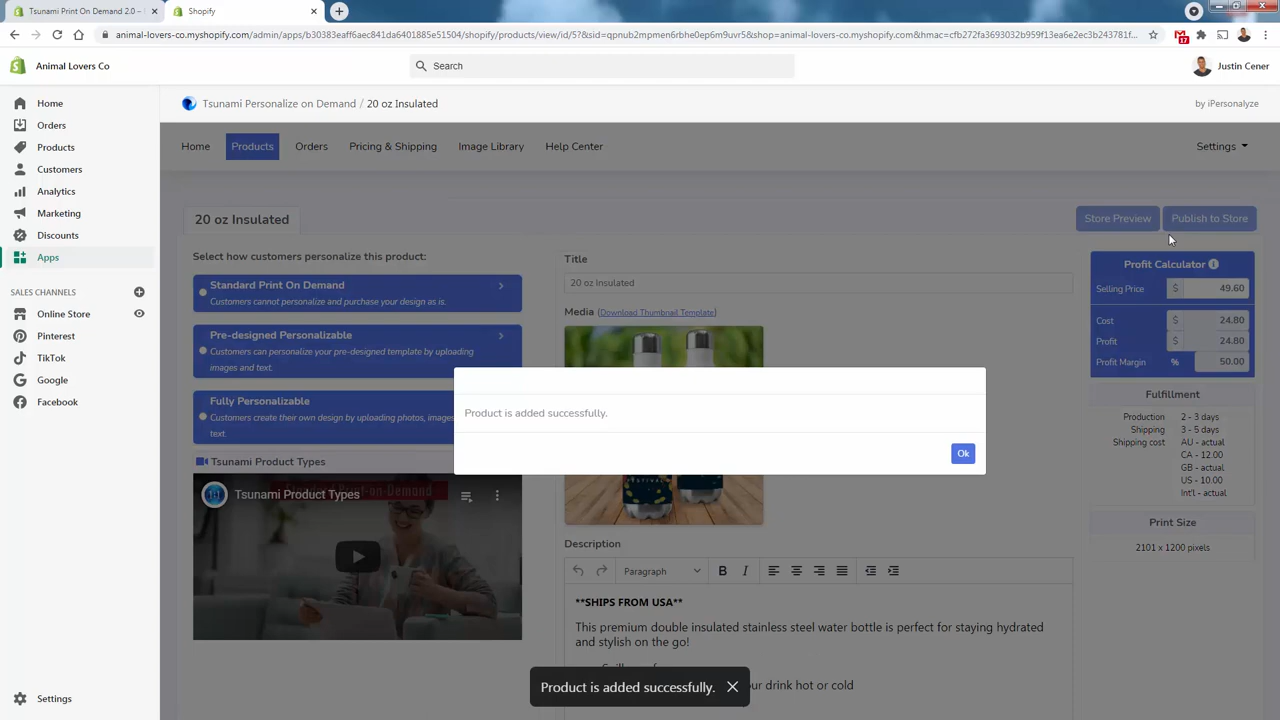 Tsunami Print On Demand 2.0 –
Shopify
animal-lovers-co.myshopify.com/admin/apps/b30383eaff6aec841da6401885e51504/shopify/products/view/id/5?&sid=qpnub2mpmen6rbhe0ep6m9uvr5&shop=animal-lovers-co.myshopify.com&hmac=cfb272fa3693032b959f13ea6e2ec3b243781...
17
Animal Lovers Co
Search
Justin Cener
Home
Orders
Products
Customers
Analytics
Marketing
Discounts
Apps
SALES CHANNELS
Online Store
Pinterest
TikTok
Google
Facebook
Settings
Tsunami Personalize on Demand / 20 oz Insulated
by iPersonalyze
Home
Products
Orders
Pricing & Shipping
Image Library
Help Center
Settings
20 oz Insulated
Store Preview
Publish to Store
Select how customers personalize this product:
Standard Print On Demand
Customers cannot personalize and purchase your design as is.
Pre-designed Personalizable
Customers can personalize your pre-designed template by uploading
images and text.
Fully Personalizable
Customers create their own design by uploading photos, images
text.
Tsunami Product Types
Tsunami Product Types
Title
20 oz Insulated
Media (Download Thumbnail Template)
FESTIVAL
Product is added successfully.
Ok
Description
Paragraph
B
I
**SHIPS FROM USA**
This premium double insulated stainless steel water bottle is perfect for staying hydrated
and stylish on the go!
our drink hot or cold
Product is added successfully.
Profit Calculator
Selling Price $ 49.60
Cost $ 24.80
Profit $ 24.80
Profit Margin % 50.00
Fulfillment
Production 2 - 3 days
Shipping 3 - 5 days
Shipping cost AU - actual
CA - 12.00
GB - actual
US - 10.00
Int'l - actual
Print Size
2101 x 1200 pixels